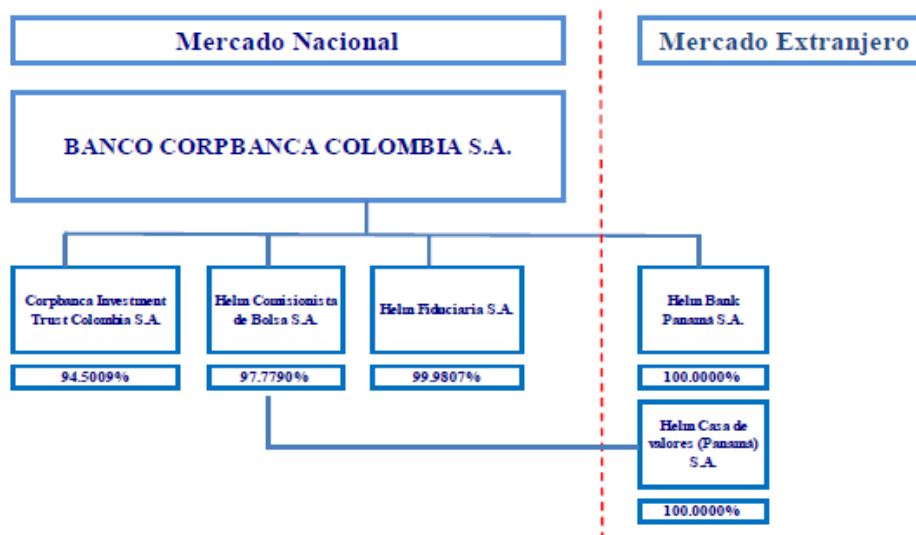 Mercado Nacional
Mercado Extranjero
BANCO CORPBANCA COLOMBIA S.A.
Corpbanca Investment
Trust Colombia S.A.
94.5009%
Helm Comisionista
de Bolsa S.A.
97.7790%
Helm Fiduciaria S.A.
99.9807%
Helm Bank
Panamá S.A.
100.0000%
Helm Casa de
valores (Panamá)
S.A.
100.0000%